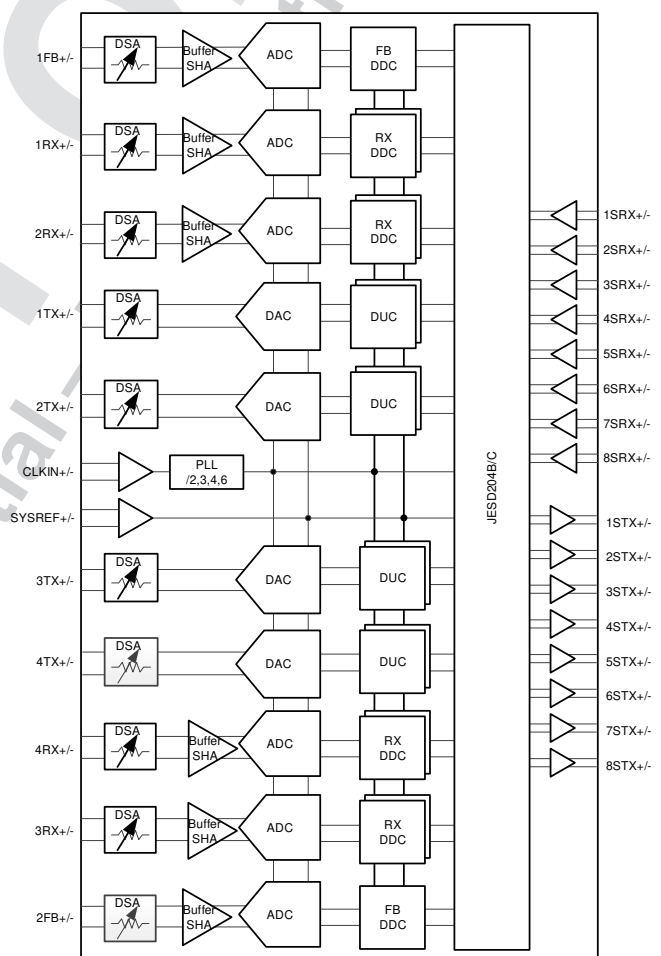 1FB+/- DSA Buffer SHA ADC FB DDC
1RX+/- DSA Buffer SHA ADC RX DDC
2RX+/- DSA Buffer SHA ADC RX DDC
1TX+/- DSA DAC DUC
2TX+/- DSA DAC DUC
CLKIN+/- PLL /2,3,4,6
SYSREF+/-
3TX+/- DSA DAC DUC
4TX+/- DSA DAC DUC
4RX+/- DSA Buffer SHA ADC RX DDC
3RX+/- DSA Buffer SHA ADC RX DDC
2FB+/- DSA Buffer SHA ADC FB DDC
JESD204B/C
1SRX+/-
2SRX+/-
3SRX+/-
4SRX+/-
5SRX+/-
6SRX+/-
7SRX+/-
8SRX+/-
1STX+/-
2STX+/-
3STX+/-
4STX+/-
5STX+/-
6STX+/-
7STX+/-
8STX+/-